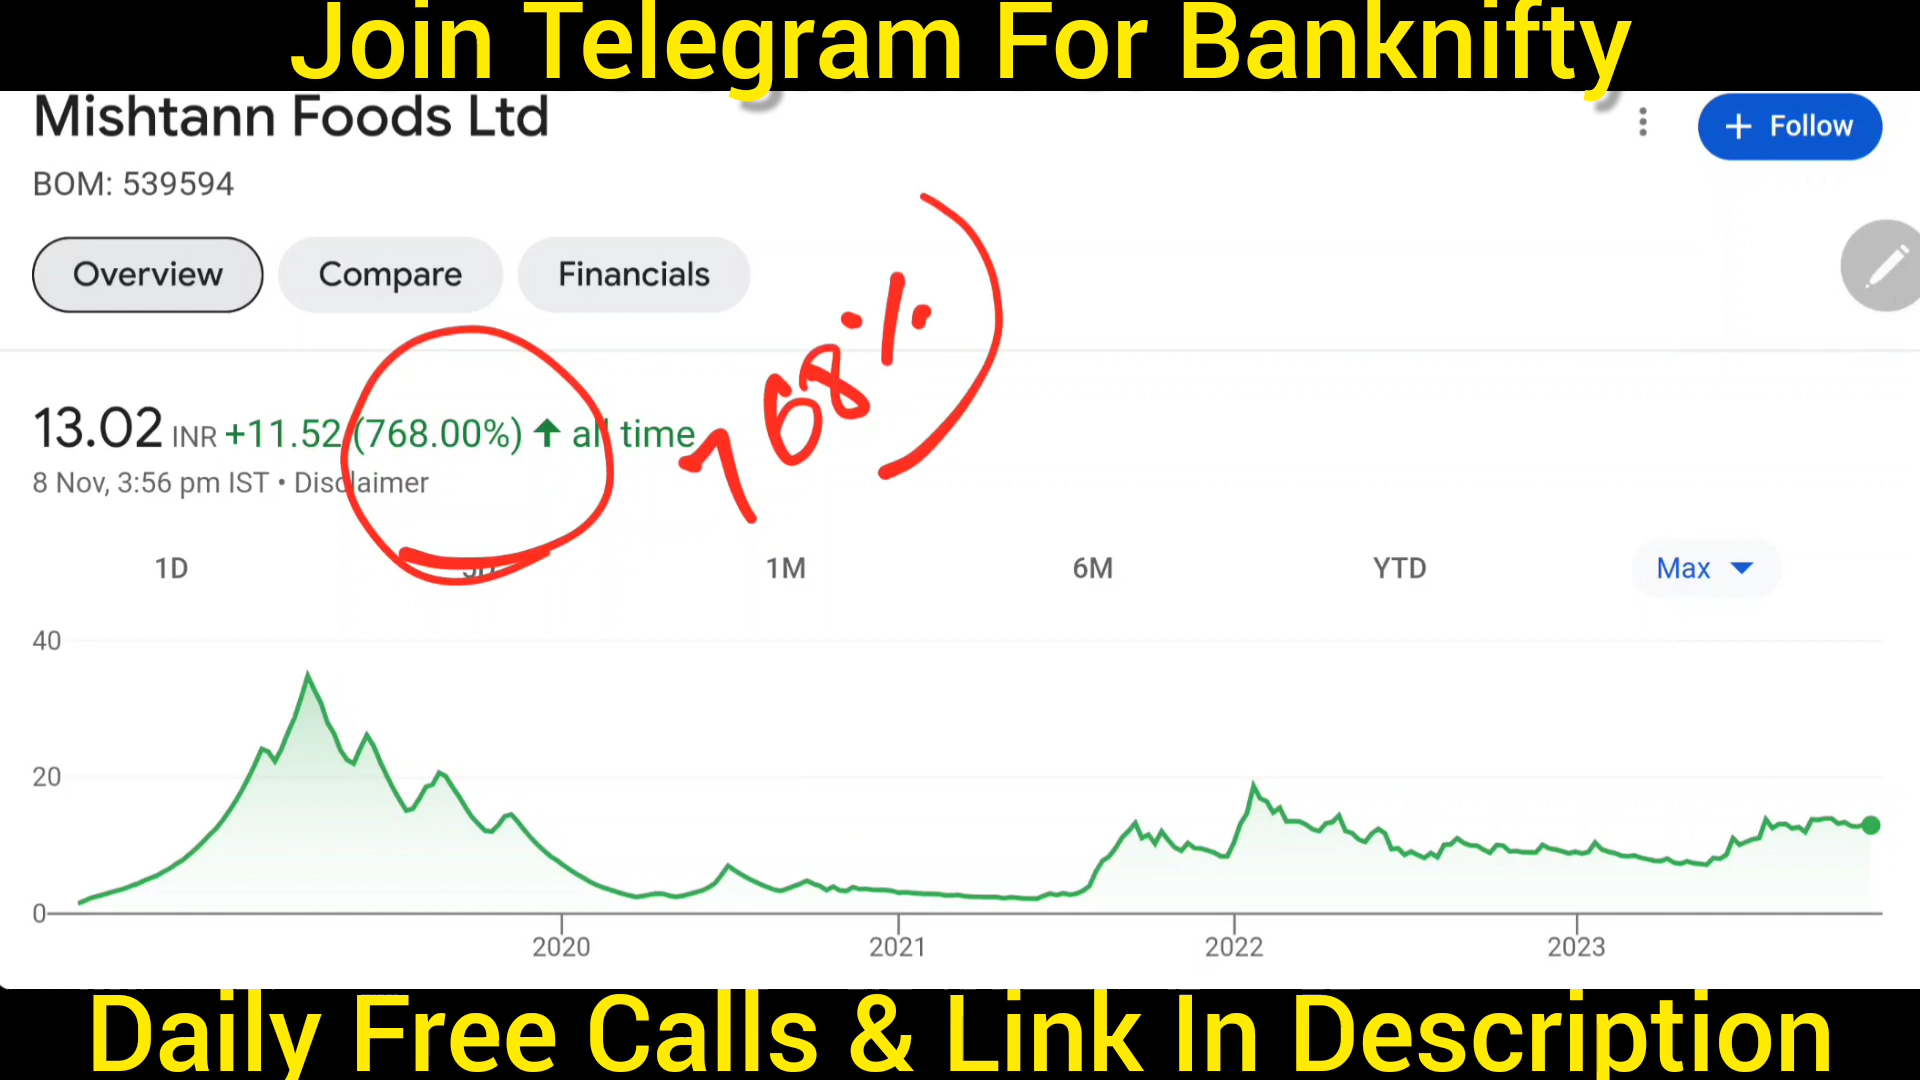 Join Telegram For Banknifty
Mishtann Foods Ltd
+ Follow
BOM: 539594
Overview Compare Financials
768%
13.02 INR +11.52 (768.00%) ↑ all time
8 Nov, 3:56 pm IST • Disclaimer
1D 5D 1M 6M YTD Max
40
20
0
2020 2021 2022 2023
Daily Free Calls & Link In Description